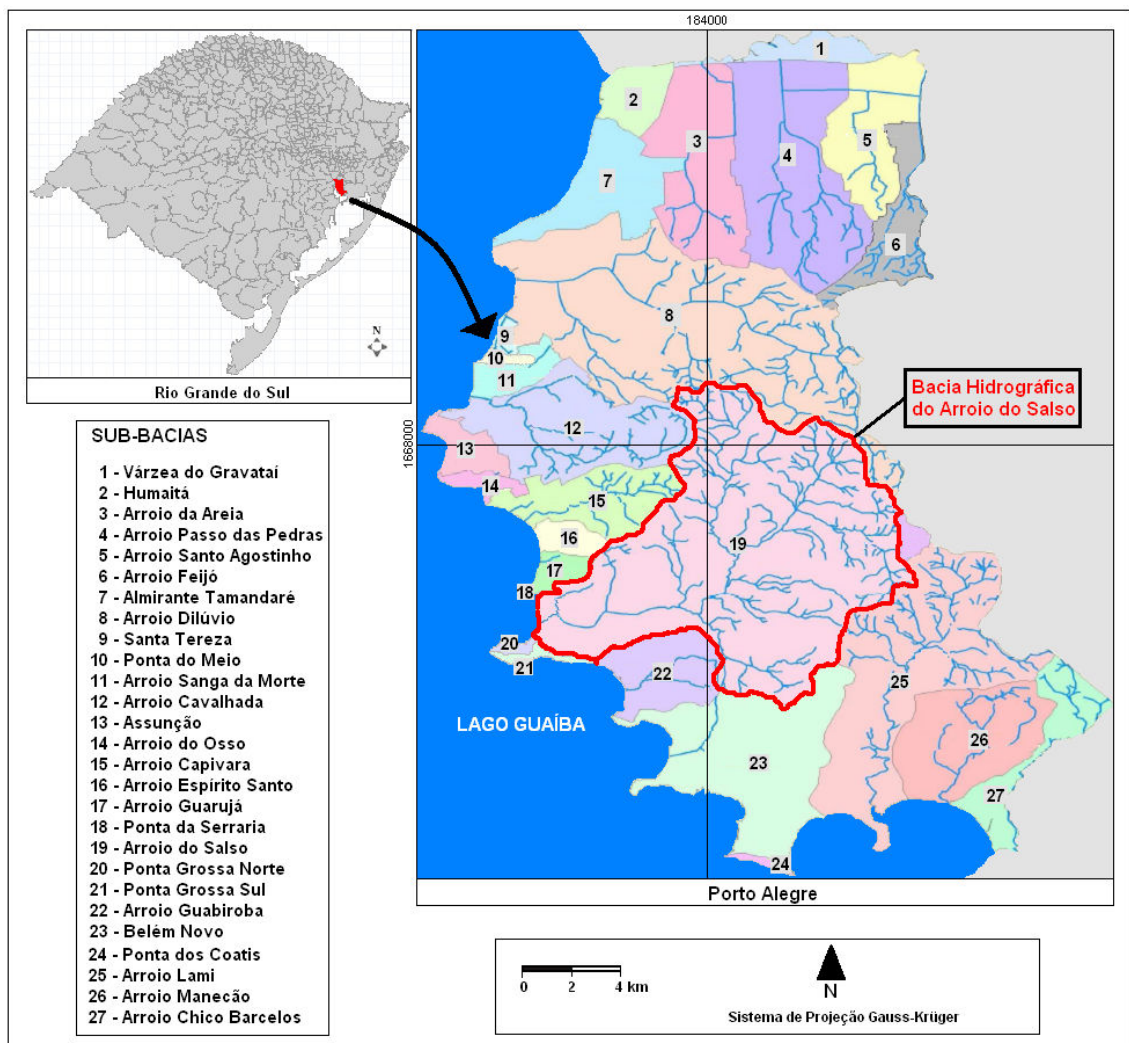 184000
1
2
3
4
5
6
7
8
9
10
11
12
13
14
15
16
17
18
19
20
21
22
23
24
25
26
27
N
Rio Grande do Sul
Bacia Hidrográfica
do Arroio do Salso
1668000
LAGO GUAÍBA
Porto Alegre
SUB-BACIAS
1 - Várzea do Gravataí
2 - Humaitá
3 - Arroio da Areia
4 - Arroio Passo das Pedras
5 - Arroio Santo Agostinho
6 - Arroio Feijó
7 - Almirante Tamandaré
8 - Arroio Dilúvio
9 - Santa Tereza
10 - Ponta do Meio
11 - Arroio Sanga da Morte
12 - Arroio Cavalhada
13 - Assunção
14 - Arroio do Osso
15 - Arroio Capivara
16 - Arroio Espírito Santo
17 - Arroio Guarujá
18 - Ponta da Serraria
19 - Arroio do Salso
20 - Ponta Grossa Norte
21 - Ponta Grossa Sul
22 - Arroio Guabiroba
23 - Belém Novo
24 - Ponta dos Coatis
25 - Arroio Lami
26 - Arroio Manecão
27 - Arroio Chico Barcelos
0 2 4 km
N
Sistema de Projeção Gauss-Krüger